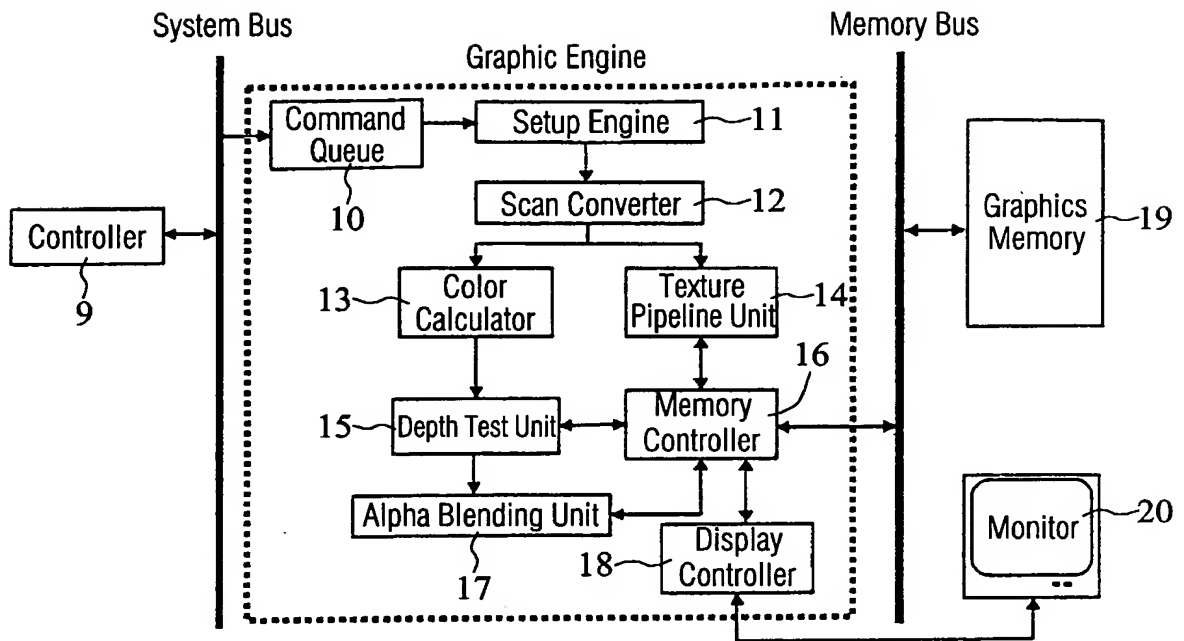 System Bus
Memory Bus
Graphic Engine
Command
Queue
10
Setup Engine
11
Scan Converter
12
Controller
9
Graphics
Memory
19
13
Color
Calculator
Texture
Pipeline Unit
14
16
15
Depth Test Unit
Memory
Controller
Alpha Blending Unit
17
18
Display
Controller
Monitor
20